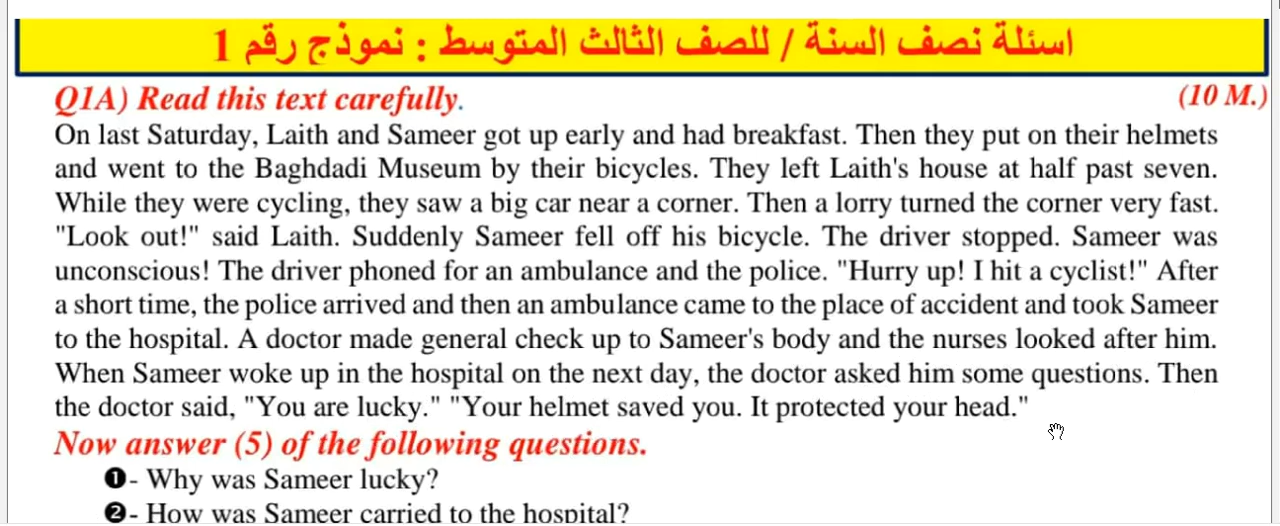 اسئلة نصف السنة / للصف الثالث المتوسط : نموذج رقم 1
Q1A) Read this text carefully. (10 M.)
On last Saturday, Laith and Sameer got up early and had breakfast. Then they put on their helmets
and went to the Baghdadi Museum by their bicycles. They left Laith's house at half past seven.
While they were cycling, they saw a big car near a corner. Then a lorry turned the corner very fast.
"Look out!" said Laith. Suddenly Sameer fell off his bicycle. The driver stopped. Sameer was
unconscious! The driver phoned for an ambulance and the police. "Hurry up! I hit a cyclist!" After
a short time, the police arrived and then an ambulance came to the place of accident and took Sameer
to the hospital. A doctor made general check up to Sameer's body and the nurses looked after him.
When Sameer woke up in the hospital on the next day, the doctor asked him some questions. Then
the doctor said, "You are lucky." "Your helmet saved you. It protected your head."
Now answer (5) of the following questions.
❶- Why was Sameer lucky?
❷- How was Sameer carried to the hospital?